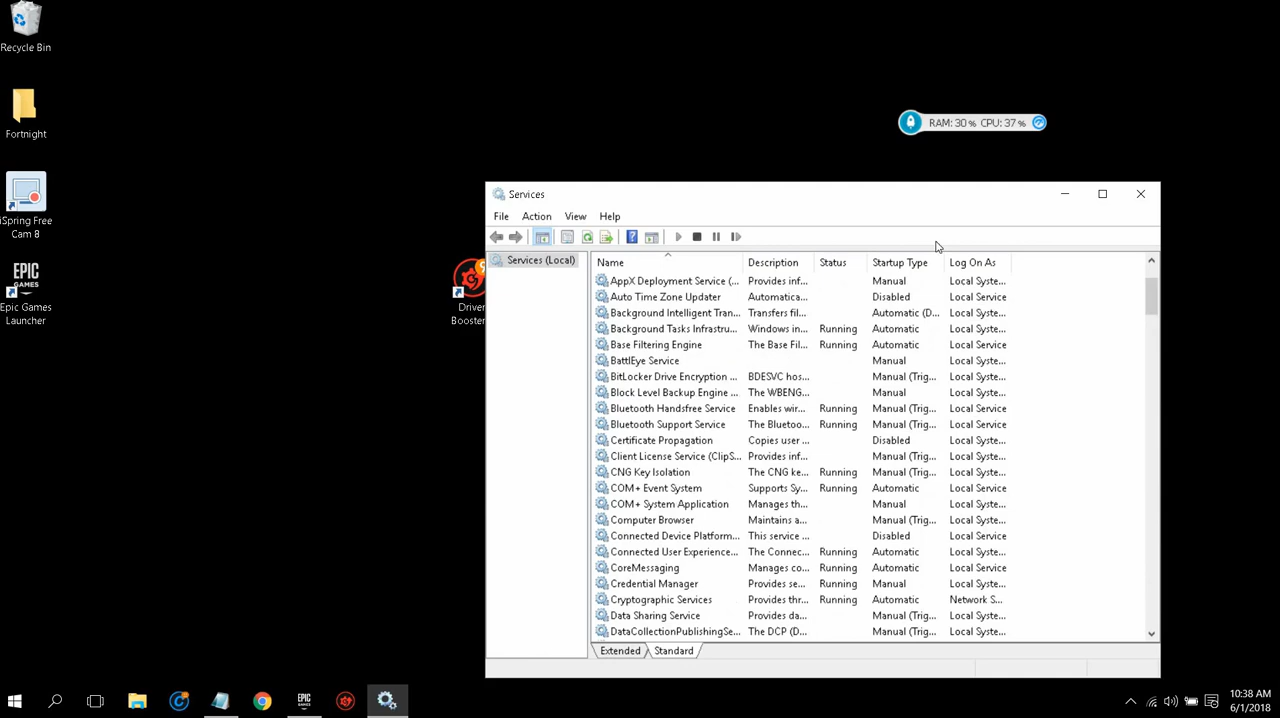 Recycle Bin
Fortnight
iSpring Free
Cam 8
EPIC
GAMES
Epic Games
Launcher
Driver
Booster
RAM: 30 % CPU: 37 %
Services
File Action View Help
Services (Local)
Name Description Status Startup Type Log On As
AppX Deployment Service (... Provides inf... Manual Local Syste...
Auto Time Zone Updater Automatica... Disabled Local Service
Background Intelligent Tran... Transfers fil... Automatic (D... Local Syste...
Background Tasks Infrastru... Windows in... Running Automatic Local Syste...
Base Filtering Engine The Base Fil... Running Automatic Local Service
BattlEye Service Manual Local Syste...
BitLocker Drive Encryption ... BDESVC hos... Manual (Trig... Local Syste...
Block Level Backup Engine ... The WBENG... Manual Local Syste...
Bluetooth Handsfree Service Enables wir... Running Manual (Trig... Local Service
Bluetooth Support Service The Bluetoo... Running Manual (Trig... Local Service
Certificate Propagation Copies user ... Disabled Local Syste...
Client License Service (ClipS... Provides inf... Manual (Trig... Local Syste...
CNG Key Isolation The CNG ke... Running Manual (Trig... Local Syste...
COM+ Event System Supports Sy... Running Automatic Local Service
COM+ System Application Manages th... Manual Local Syste...
Computer Browser Maintains a... Manual (Trig... Local Syste...
Connected Device Platform... This service ... Disabled Local Service
Connected User Experience... The Connec... Running Automatic Local Syste...
CoreMessaging Manages co... Running Automatic Local Service
Credential Manager Provides se... Running Manual Local Syste...
Cryptographic Services Provides thr... Running Automatic Network S...
Data Sharing Service Provides da... Manual (Trig... Local Syste...
DataCollectionPublishingSe... The DCP (D... Manual (Trig... Local Syste...
Extended Standard
EPIC
GAMES
10:38 AM
6/1/2018